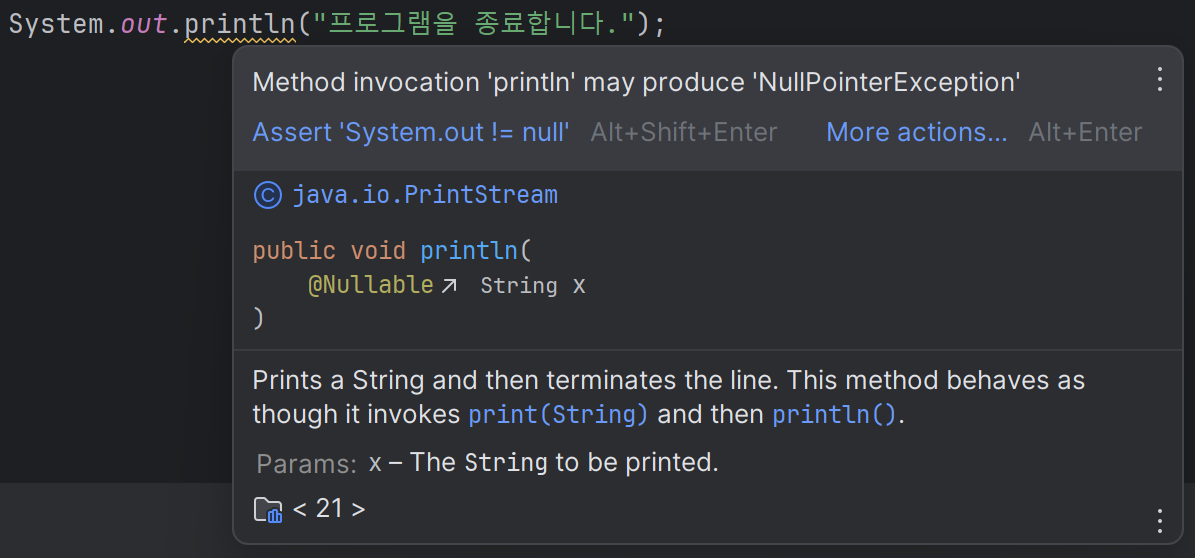 System.out.println("프로그램을 종료합니다.");
Method invocation 'println' may produce 'NullPointerException'
Assert 'System.out != null' Alt+Shift+Enter More actions... Alt+Enter
© java.io.PrintStream
public void println(
@Nullable↗ String x
)
Prints a String and then terminates the line. This method behaves as
though it invokes print(String) and then println().
Params: x – The String to be printed.
< 21 >